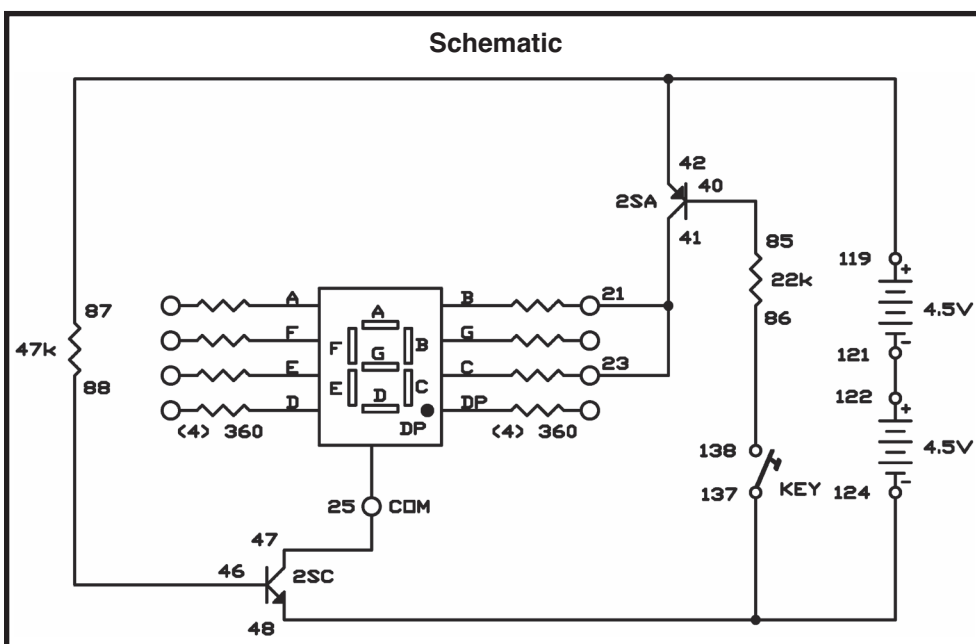 Schematic
42
40
2SA
41
85
22k
86
119
+
4.5V
-
121
122
+
4.5V
-
124
87
47k
88
A
F
E
D
(4) 360
A
F
B
G
E
C
D
DP
B
G
C
DP
(4) 360
21
23
138
137
KEY
25
COM
47
46
2SC
48